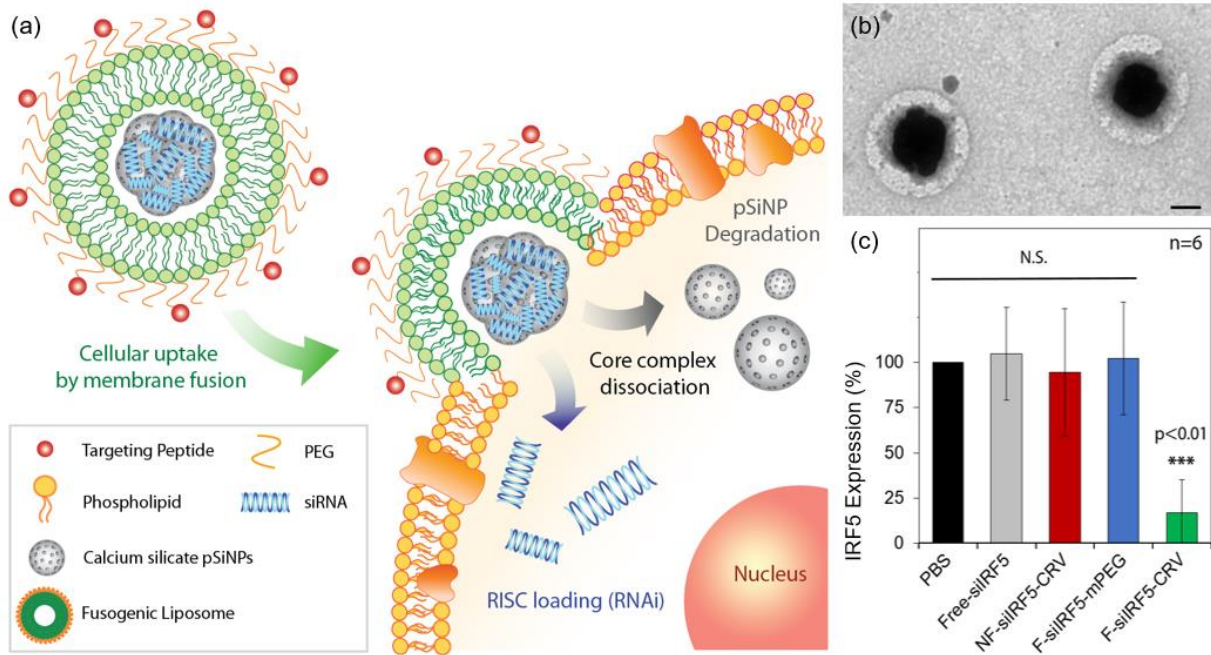 (a)
Cellular uptake
by membrane fusion
pSiNP
Degradation
Core complex
dissociation
RISC loading (RNAi)
Nucleus
Targeting Peptide
PEG
Phospholipid
siRNA
Calcium silicate pSiNPs
Fusogenic Liposome
(b)
(c)
n=6
N.S.
p<0.01
***
IRF5 Expression (%)
100
75
50
25
0
PBS
Free-siIRF5
NF-siIRF5-CRV
F-siIRF5-mPEG
F-siIRF5-CRV